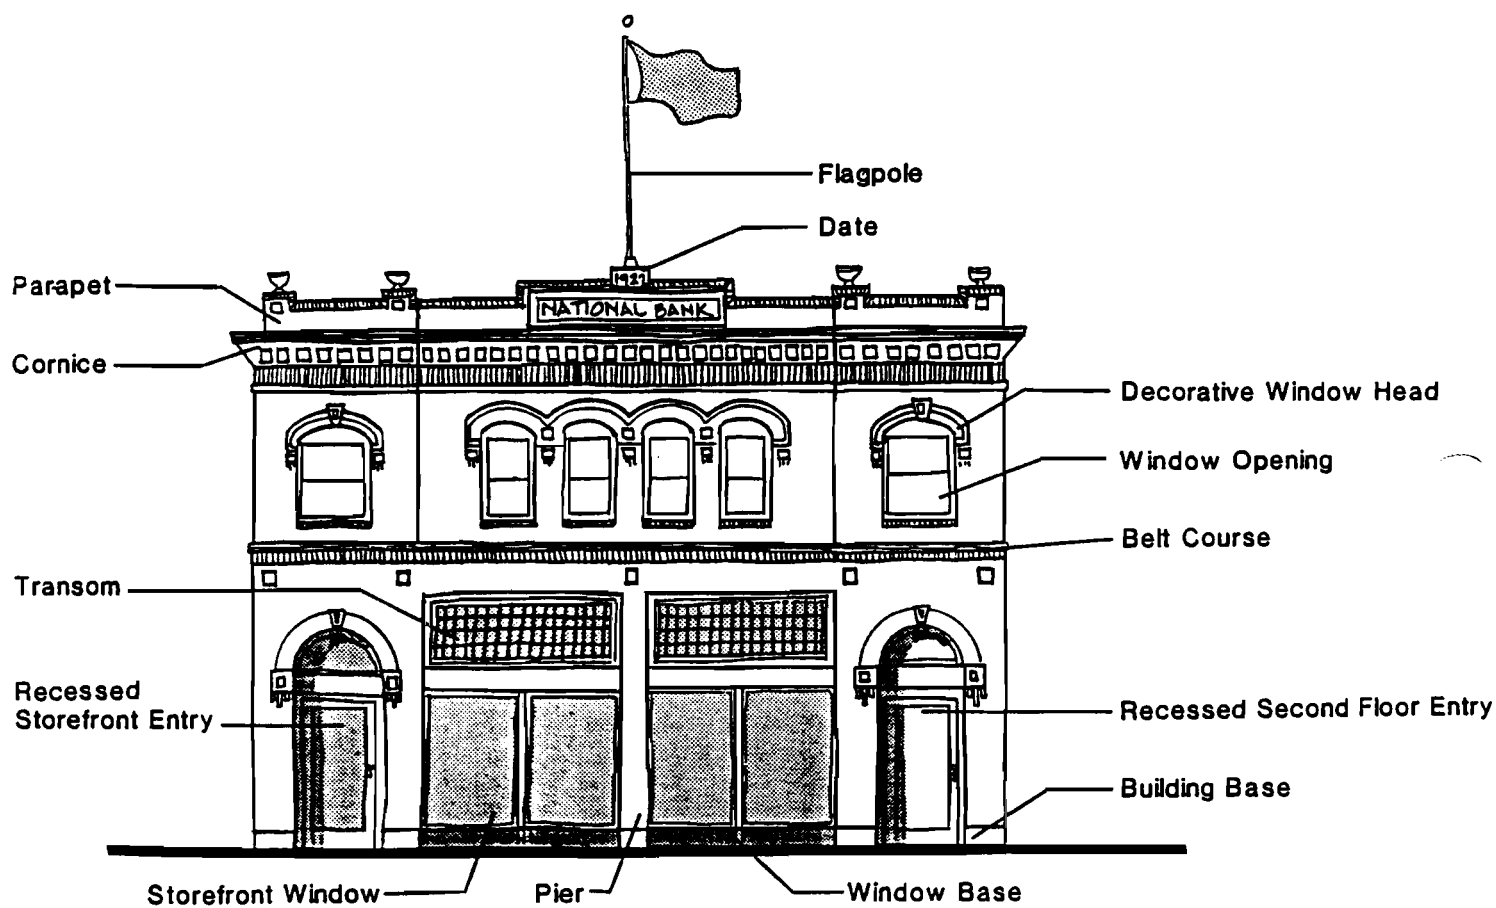 Flagpole
Date
1927
NATIONAL BANK
Parapet
Cornice
Decorative Window Head
Window Opening
Belt Course
Transom
Recessed
Storefront Entry
Recessed Second Floor Entry
Building Base
Storefront Window
Pier
Window Base